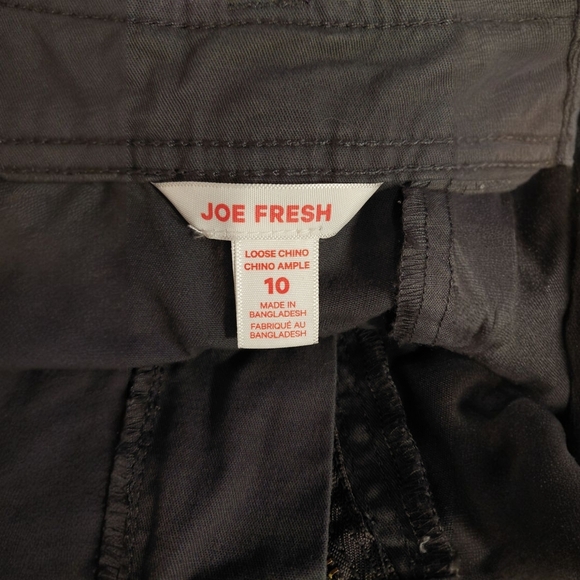 JOE FRESH
LOOSE CHINO
CHINO AMPLE
10
MADE IN
BANGLADESH
FABRIQUÉ AU
BANGLADESH